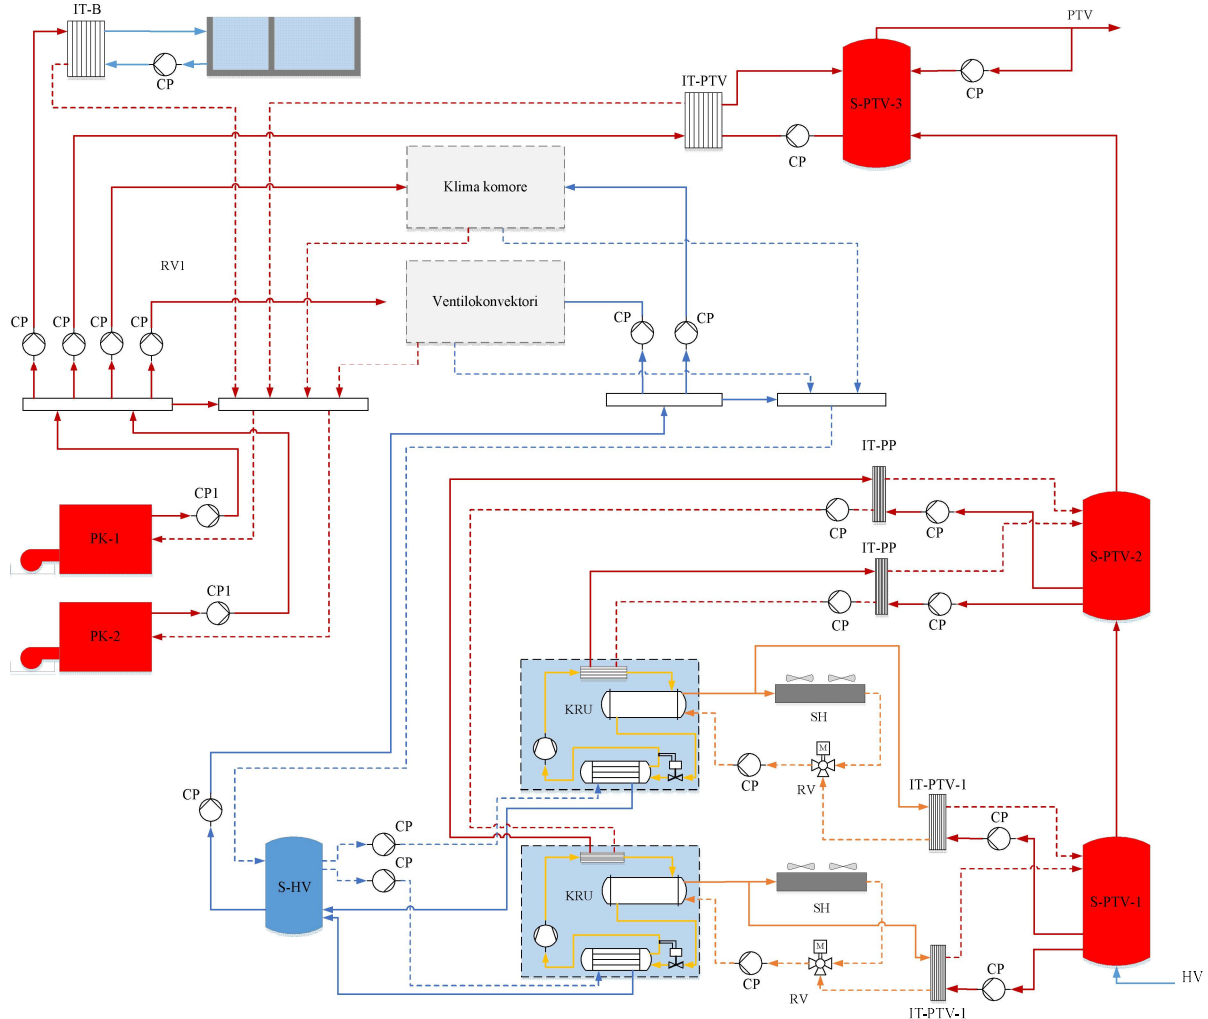 IT-B
PTV
CP
IT-PTV
CP
S-PTV-3
CP
Klima komore
RV1
Ventilokonvektori
CP
CP
CP
CP
CP
CP
IT-PP
CP1
PK-1
CP
CP
S-PTV-2
IT-PP
CP1
PK-2
CP
CP
KRU
SH
M
CP
RV
IT-PTV-1
CP
CP
CP
CP
S-HV
KRU
SH
S-PTV-1
M
CP
RV
CP
HV
IT-PTV-1